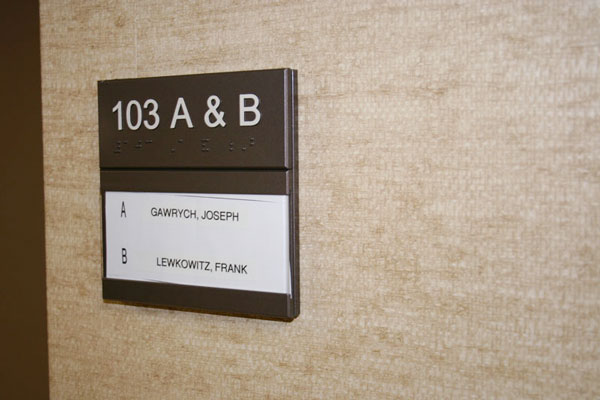 103 A & B
A GAWRYCH, JOSEPH
B LEWKOWITZ, FRANK